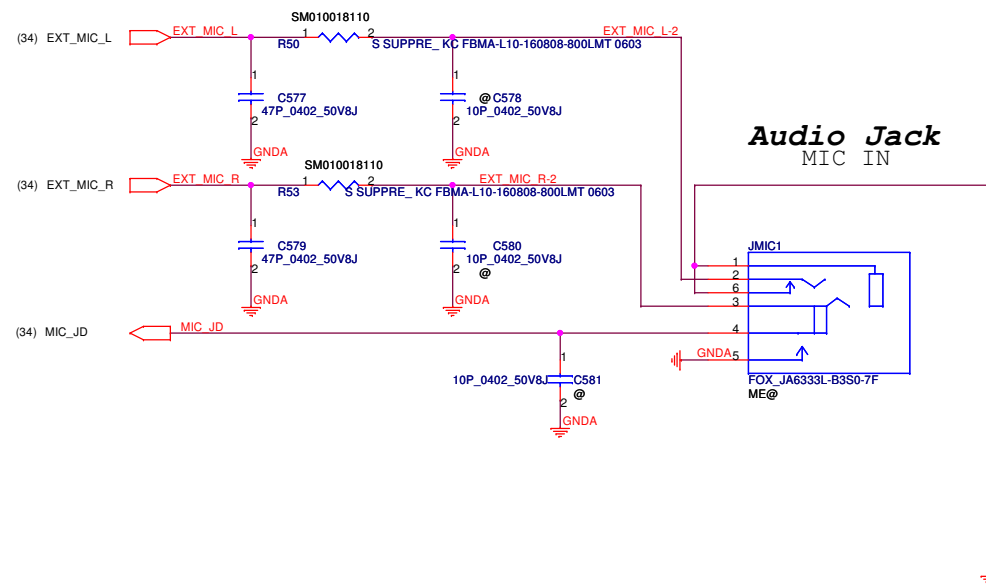 SM010018110
(34) EXT_MIC_L
EXT_MIC_L
1
2
EXT_MIC_L-2
R50
S SUPPRE_ KC FBMA-L10-160808-800LMT 0603
1
C577
47P_0402_50V8J
2
GNDA
1
@ C578
10P_0402_50V8J
2
GNDA
Audio Jack
MIC IN
SM010018110
(34) EXT_MIC_R
EXT_MIC_R
1
2
EXT_MIC_R-2
R53
S SUPPRE_ KC FBMA-L10-160808-800LMT 0603
1
C579
47P_0402_50V8J
2
GNDA
1
C580
10P_0402_50V8J
@
2
GNDA
JMIC1
1
2
6
3
4
5
GNDA
FOX_JA6333L-B3S0-7F
ME@
(34) MIC_JD
MIC_JD
1
10P_0402_50V8J
C581
@
2
GNDA